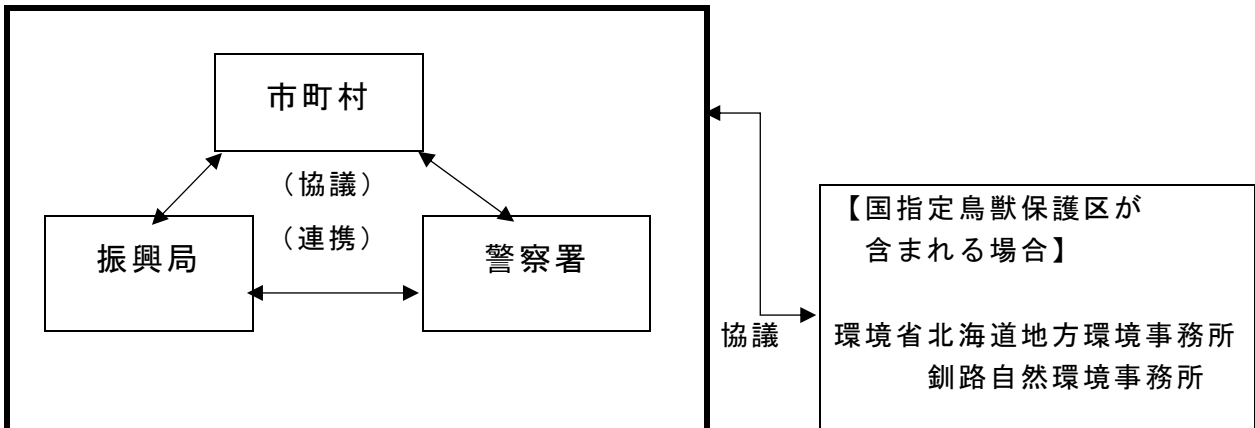 市町村
（協議）
（連携）
振興局
警察署
協議
【国指定鳥獣保護区が
含まれる場合】
環境省北海道地方環境事務所
釧路自然環境事務所